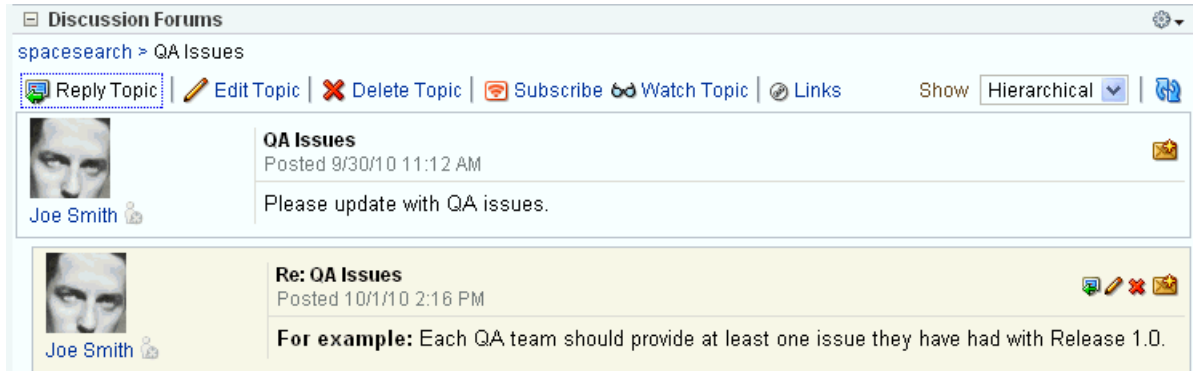 Discussion Forums
spacesearch > QA Issues
Reply Topic | Edit Topic | Delete Topic | Subscribe Watch Topic | Links Show Hierarchical
QA Issues
Posted 9/30/10 11:12 AM
Please update with QA issues.
Joe Smith
Re: QA Issues
Posted 10/1/10 2:16 PM
For example: Each QA team should provide at least one issue they have had with Release 1.0.
Joe Smith